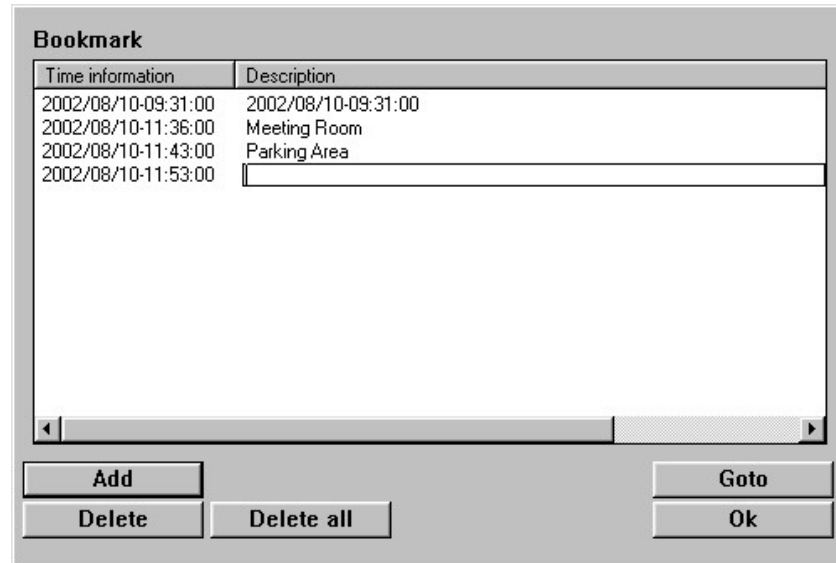 Bookmark
Time information Description
2002/08/10-09:31:00 2002/08/10-09:31:00
2002/08/10-11:36:00 Meeting Room
2002/08/10-11:43:00 Parking Area
2002/08/10-11:53:00
Add Goto
Delete Delete all Ok